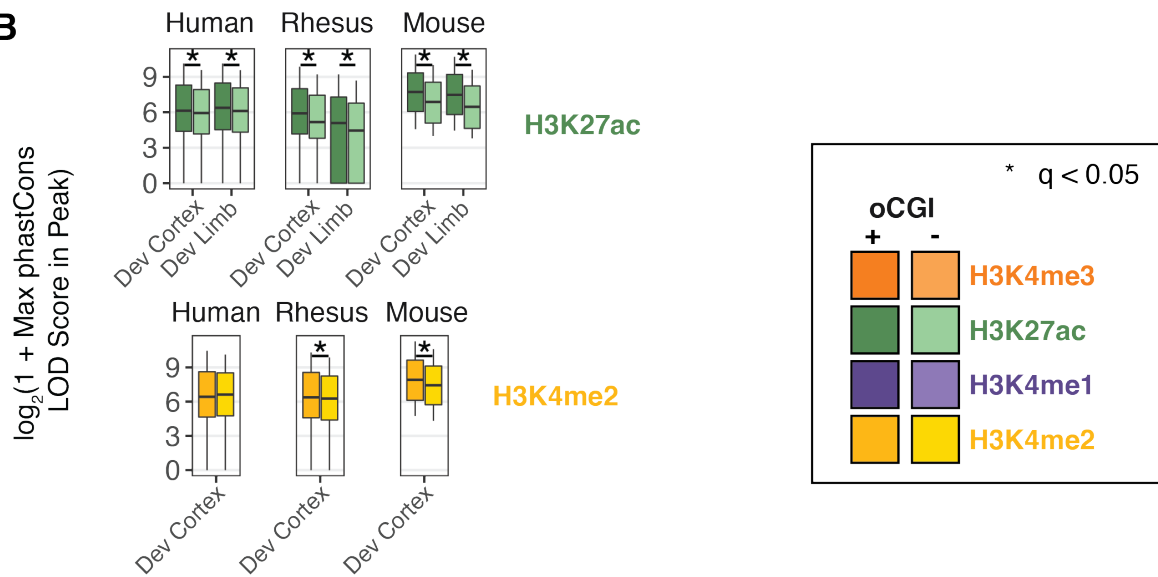 B
Human Rhesus Mouse
* * * * * *
9
6
3
0
H3K27ac
Dev Cortex Dev Limb Dev Cortex Dev Limb Dev Cortex Dev Limb
log2(1 + Max phastCons
LOD Score in Peak)
Human Rhesus Mouse
* *
9
6
3
0
H3K4me2
Dev Cortex Dev Cortex Dev Cortex
* q < 0.05
oCGI
+ -
H3K4me3
H3K27ac
H3K4me1
H3K4me2